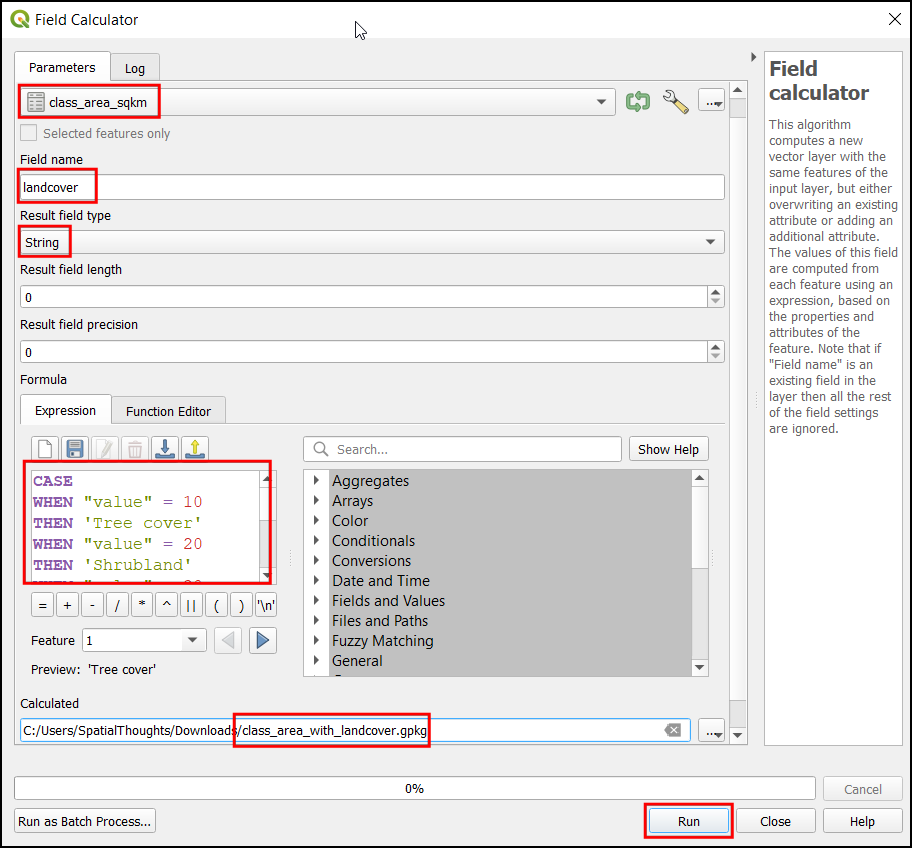 Field Calculator
Parameters
Log
class_area_sqkm
...
Selected features only
Field name
landcover
Result field type
String
Result field length
0
Result field precision
0
Formula
Expression
Function Editor
Search...
Show Help
CASE
WHEN "value" = 10
THEN 'Tree cover'
WHEN "value" = 20
THEN 'Shrubland'
= + - / * ^ || ( ) '\n'
Feature 1
Preview: 'Tree cover'
Aggregates
Arrays
Color
Conditionals
Conversions
Date and Time
Fields and Values
Files and Paths
Fuzzy Matching
General
Calculated
C:/Users/SpatialThoughts/Downloads/class_area_with_landcover.gpkg
...
0%
Cancel
Run as Batch Process...
Run
Close
Help
Field
calculator
This algorithm
computes a new
vector layer with the
same features of the
input layer, but either
overwriting an existing
attribute or adding an
additional attribute.
The values of this field
are computed from
each feature using an
expression, based on
the properties and
attributes of the
feature. Note that if
"Field name" is an
existing field in the
layer then all the rest
of the field settings
are ignored.